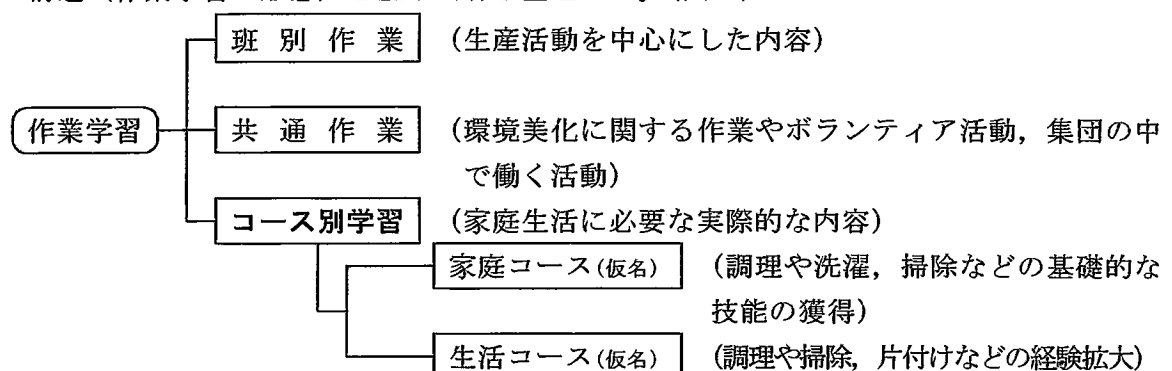 班別作業 (生産活動を中心にした内容)
作業学習 共通作業 (環境美化に関する作業やボランティア活動，集団の中
で働く活動)
コース別学習 (家庭生活に必要な実際的な内容)
家庭コース(仮名) (調理や洗濯，掃除などの基礎的な
技能の獲得)
生活コース(仮名) (調理や掃除，片付けなどの経験拡大)